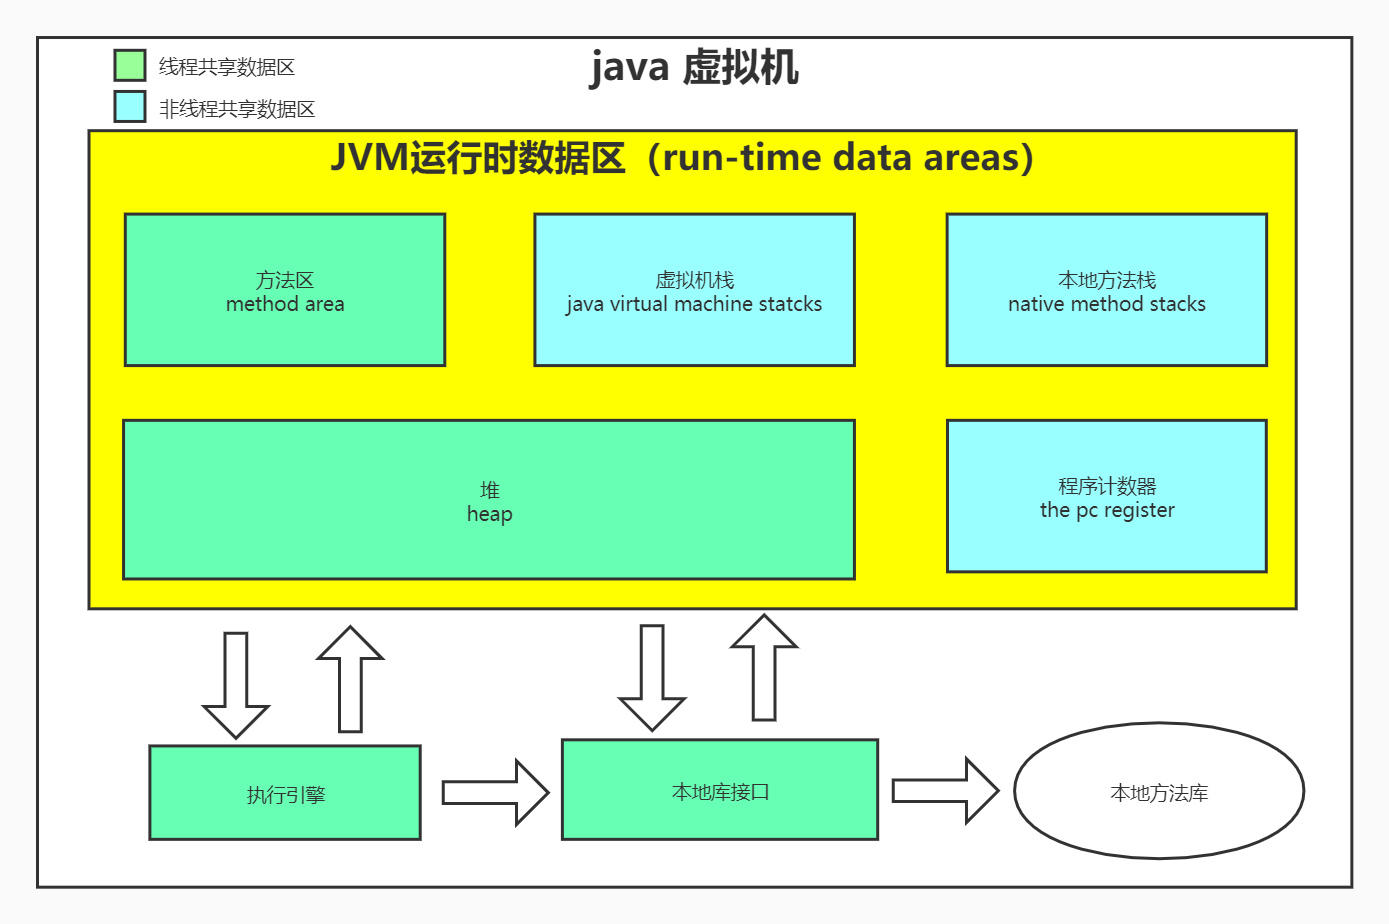 java 虚拟机
线程共享数据区
非线程共享数据区
JVM运行时数据区（run-time data areas）
方法区
method area
虚拟机栈
java virtual machine statcks
本地方法栈
native method stacks
堆
heap
程序计数器
the pc register
执行引擎
本地库接口
本地方法库